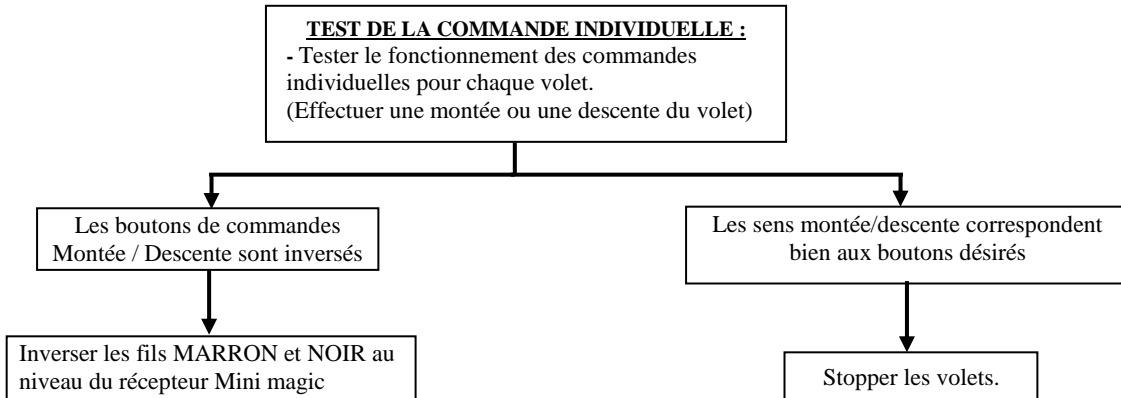 TEST DE LA COMMANDE INDIVIDUELLE :
- Tester le fonctionnement des commandes
individuelles pour chaque volet.
(Effectuer une montée ou une descente du volet)
Les boutons de commandes
Montée / Descente sont inversés
Les sens montée/descente correspondent
bien aux boutons désirés
Inverser les fils MARRON et NOIR au
niveau du récepteur Mini magic
Stopper les volets.